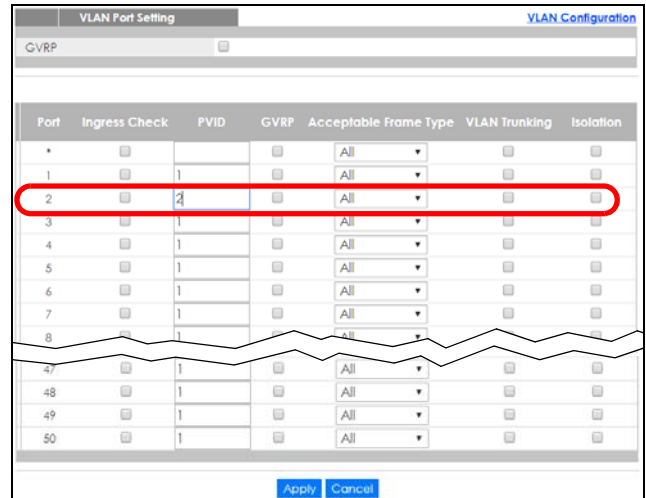 VLAN Port Setting VLAN Configuration
GVRP
Port Ingress Check PVID GVRP Acceptable Frame Type VLAN Trunking Isolation
* All
1 1 All
2 2 All
3 1 All
4 1 All
5 1 All
6 1 All
7 1 All
8 1 All
47 1 All
48 1 All
49 1 All
50 1 All
Apply Cancel